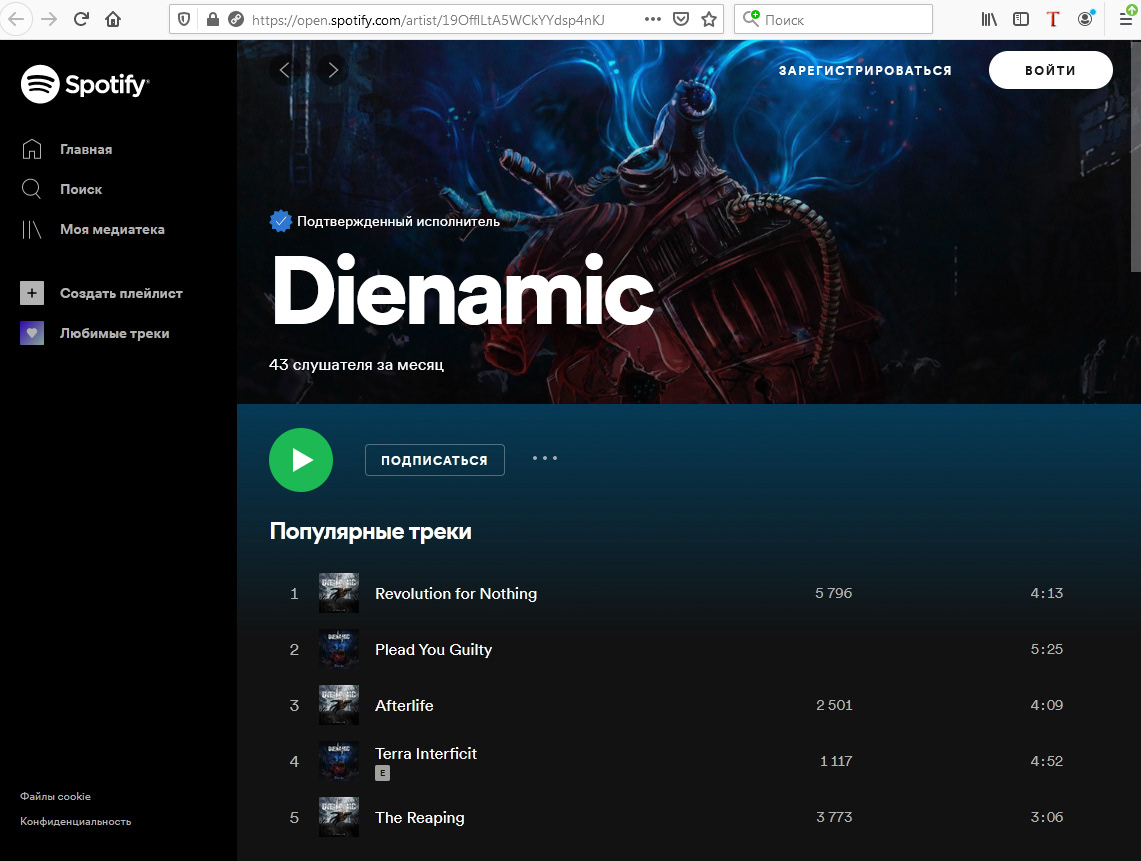 https://open.spotify.com/artist/19OfflLtA5WCkYYdsp4nKJ
Поиск
Spotify
ЗАРЕГИСТРИРОВАТЬСЯ
ВОЙТИ
Главная
Поиск
Моя медиатека
Создать плейлист
Любимые треки
Подтвержденный исполнитель
Dienamic
43 слушателя за месяц
ПОДПИСАТЬСЯ
Популярные треки
1 Revolution for Nothing 5 796 4:13
2 Plead You Guilty 5:25
3 Afterlife 2 501 4:09
4 Terra Interficit 1 117 4:52
E
5 The Reaping 3 773 3:06
Файлы cookie
Конфиденциальность